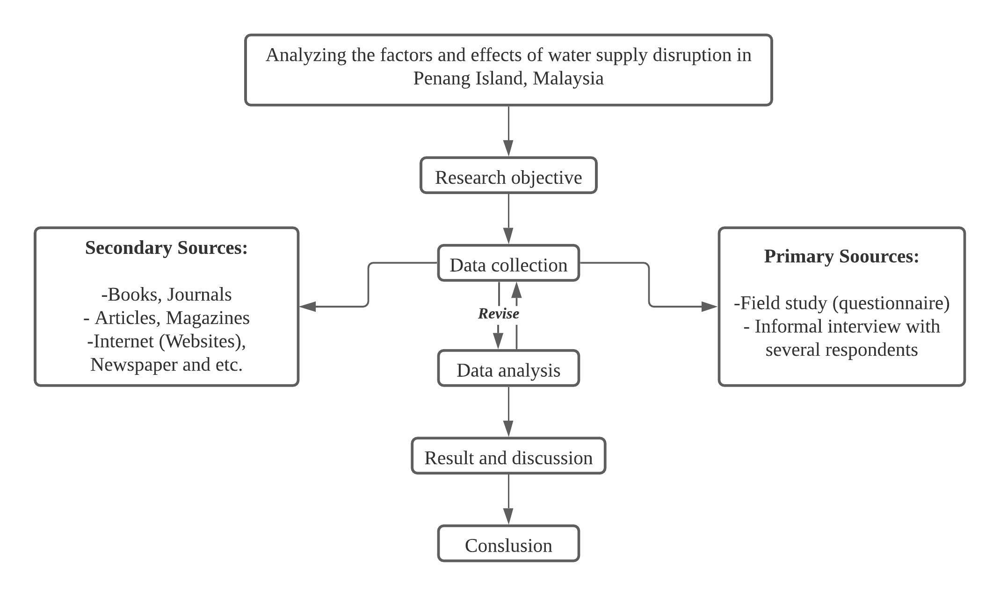 Analyzing the factors and effects of water supply disruption in
Penang Island, Malaysia
Research objective
Data collection
Secondary Sources:
-Books, Journals
- Articles, Magazines
-Internet (Websites),
Newspaper and etc.
Primary Soources:
-Field study (questionnaire)
- Informal interview with
several respondents
Revise
Data analysis
Result and discussion
Conslusion